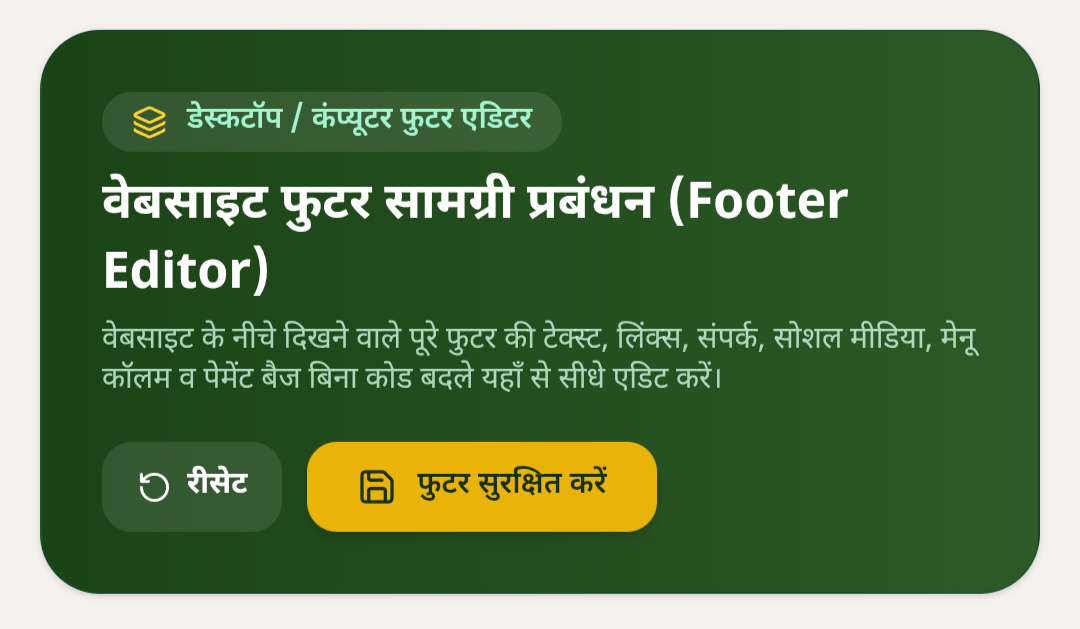 डेस्कटॉप / कंप्यूटर फुटर एडिटर
वेबसाइट फुटर सामग्री प्रबंधन (Footer
Editor)
वेबसाइट के नीचे दिखने वाले पूरे फुटर की टेक्स्ट, लिंक्स, संपर्क, सोशल मीडिया, मेनू
कॉलम व पेमेंट बैज बिना कोड बदले यहाँ से सीधे एडिट करें।
रीसेट
फुटर सुरक्षित करें